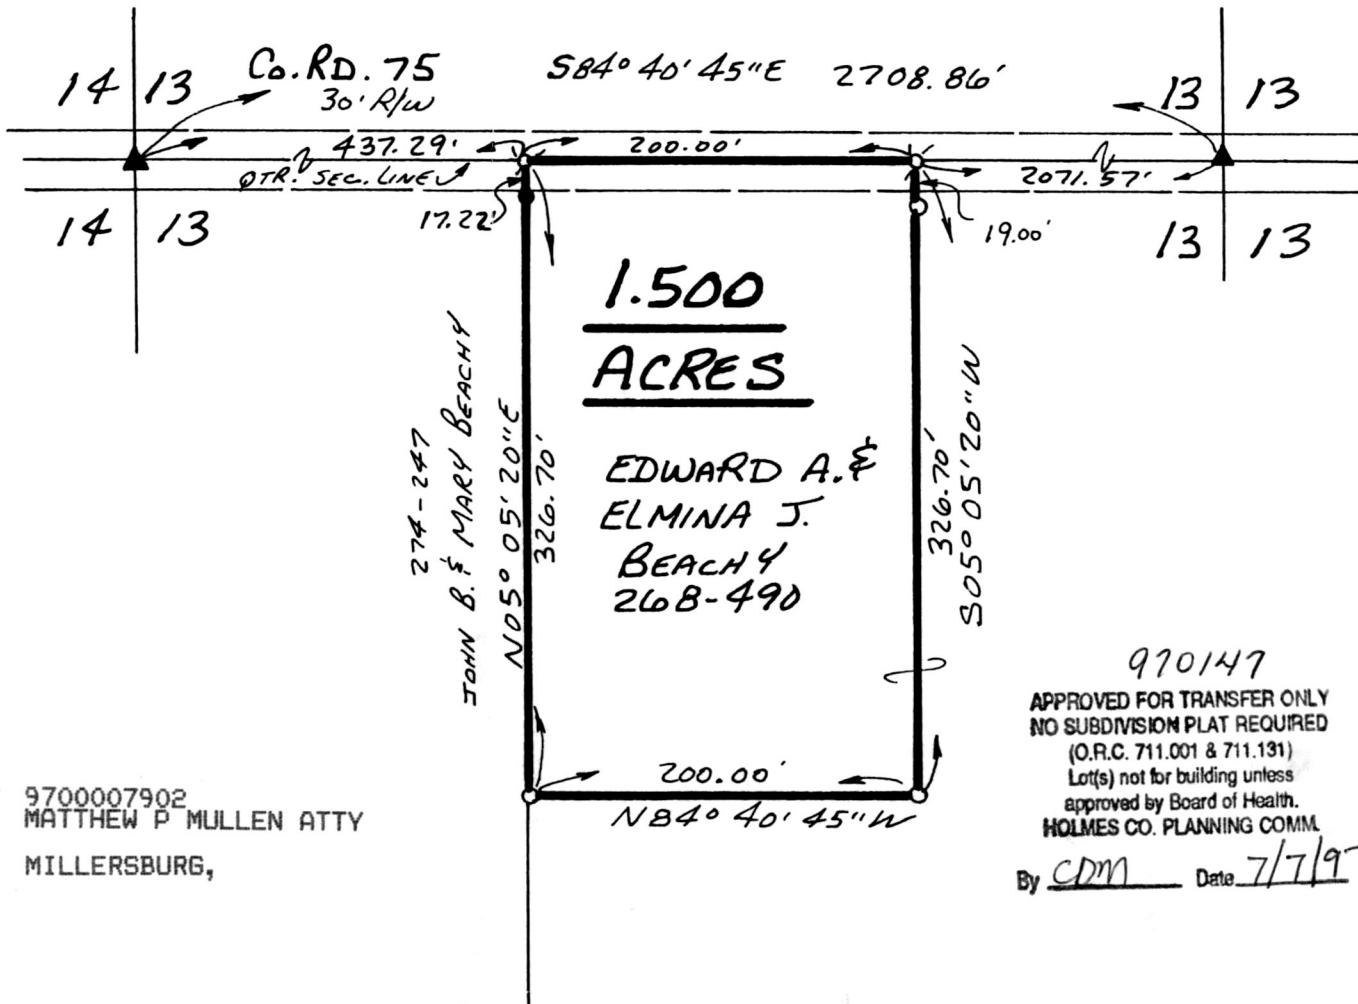 Co. RD. 75
30' R/W
S84° 40' 45"E 2708.86'
14 13
13 13
437.29'
200.00'
QTR. SEC. LINE
2071.57'
14 13
13 13
17.22'
19.00'
1.500
ACRES
EDWARD A. &
ELMINA J.
BEACHY
268-490
274-247
JOHN B. & MARY BEACHY
N05° 05' 20"E
326.70'
326.70'
S05° 05' 20"W
200.00'
N84° 40' 45"W
970147
APPROVED FOR TRANSFER ONLY
NO SUBDIVISION PLAT REQUIRED
(O.R.C. 711.001 & 711.131)
Lot(s) not for building unless
approved by Board of Health.
HOLMES CO. PLANNING COMM.
By CDM Date 7/7/9
9700007902
MATTHEW P MULLEN ATTY
MILLERSBURG,